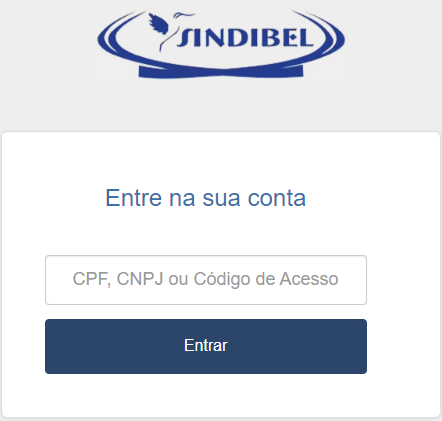 SINDIBEL
Entre na sua conta
CPF, CNPJ ou Código de Acesso
Entrar